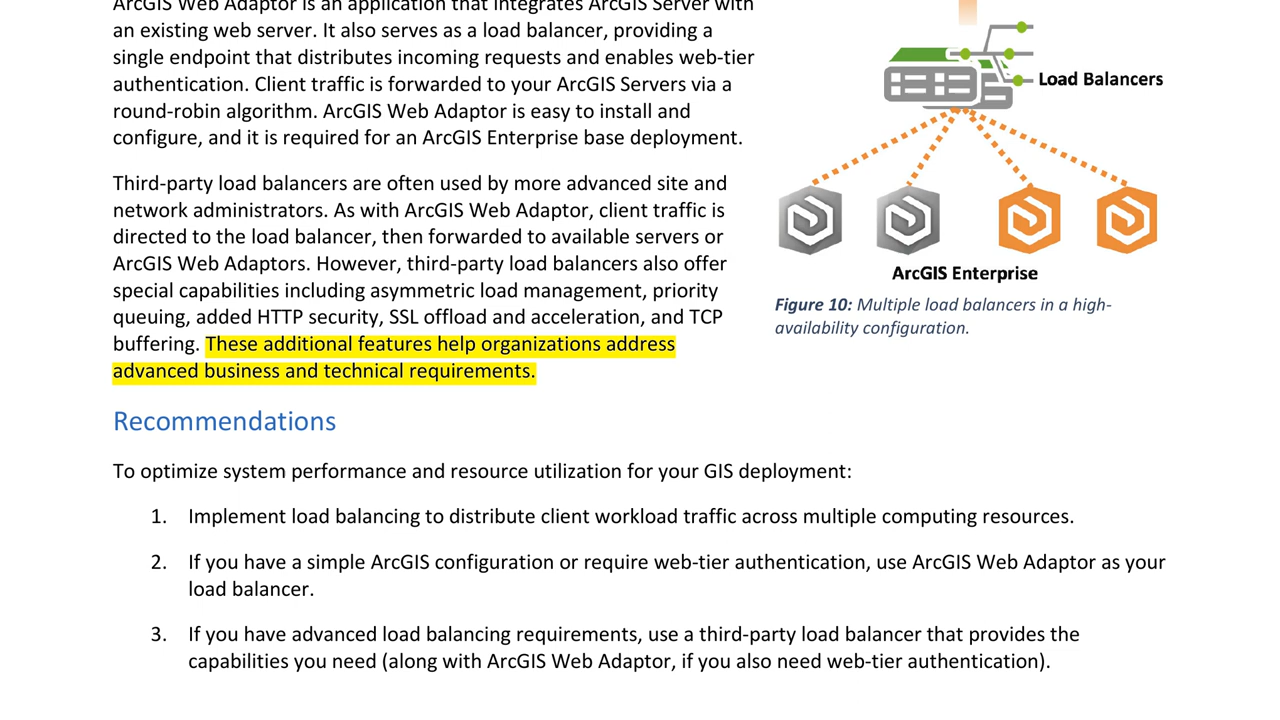 ArcGIS Web Adaptor is an application that integrates ArcGIS Server with
an existing web server. It also serves as a load balancer, providing a
single endpoint that distributes incoming requests and enables web-tier
authentication. Client traffic is forwarded to your ArcGIS Servers via a
round-robin algorithm. ArcGIS Web Adaptor is easy to install and
configure, and it is required for an ArcGIS Enterprise base deployment.
Third-party load balancers are often used by more advanced site and
network administrators. As with ArcGIS Web Adaptor, client traffic is
directed to the load balancer, then forwarded to available servers or
ArcGIS Web Adaptors. However, third-party load balancers also offer
special capabilities including asymmetric load management, priority
queuing, added HTTP security, SSL offload and acceleration, and TCP
buffering. These additional features help organizations address
advanced business and technical requirements.
Load Balancers
ArcGIS Enterprise
Figure 10: Multiple load balancers in a high-
availability configuration.
Recommendations
To optimize system performance and resource utilization for your GIS deployment:
1. Implement load balancing to distribute client workload traffic across multiple computing resources.
2. If you have a simple ArcGIS configuration or require web-tier authentication, use ArcGIS Web Adaptor as your
load balancer.
3. If you have advanced load balancing requirements, use a third-party load balancer that provides the
capabilities you need (along with ArcGIS Web Adaptor, if you also need web-tier authentication).